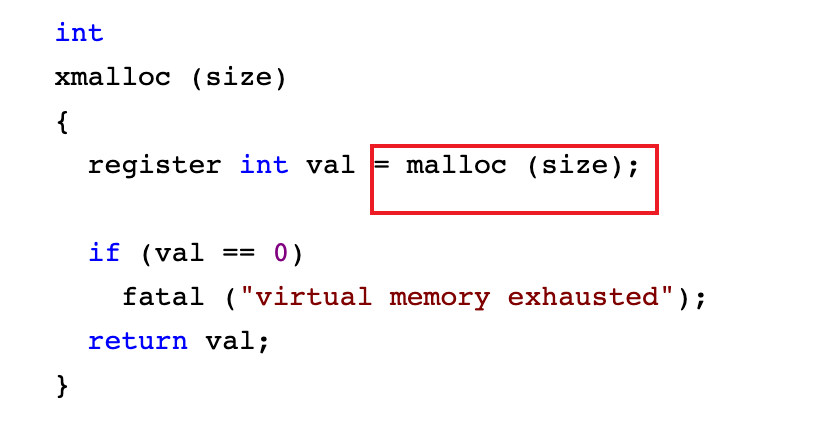 int
xmalloc (size)
{
register int val = malloc (size);
if (val == 0)
fatal ("virtual memory exhausted");
return val;
}